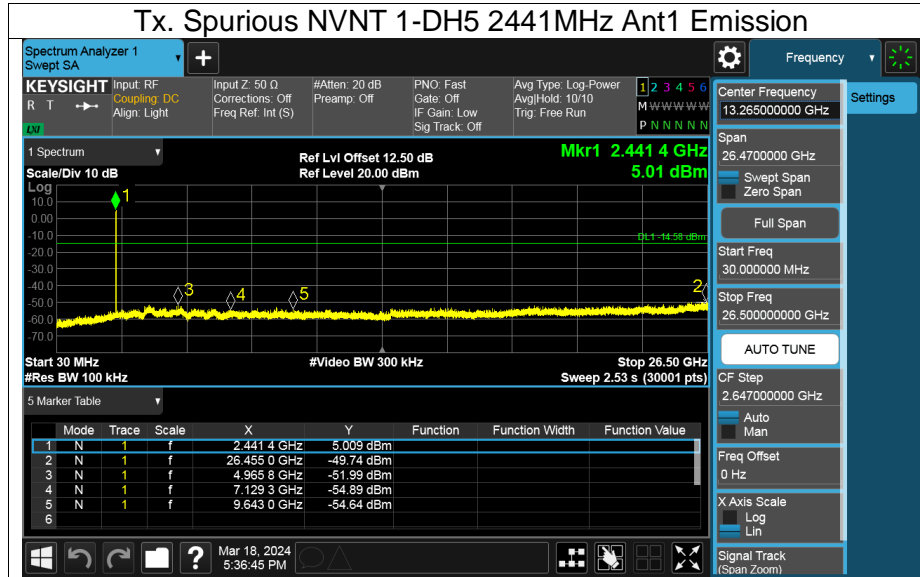 Tx. Spurious NVNT 1-DH5 2441MHz Ant1 Emission
Spectrum Analyzer 1
Swept SA
+
Frequency
KEYSIGHT
R T
LXI
Input: RF
Coupling: DC
Align: Light
Input Z: 50 Ω
Corrections: Off
Freq Ref: Int (S)
#Atten: 20 dB
Preamp: Off
PNO: Fast
Gate: Off
IF Gain: Low
Sig Track: Off
Avg Type: Log-Power
Avg|Hold: 10/10
Trig: Free Run
1 2 3 4 5 6
M W W W W W
P N N N N N
1 Spectrum
Scale/Div 10 dB
Ref Lvl Offset 12.50 dB
Ref Level 20.00 dBm
Mkr1 2.441 4 GHz
5.01 dBm
Log
10.0
0.00
-10.0
-20.0
-30.0
-40.0
-50.0
-60.0
-70.0
1
DL1 -14.58 dBm
3
4
5
2
Start 30 MHz
#Video BW 300 kHz
Stop 26.50 GHz
#Res BW 100 kHz
Sweep 2.53 s (30001 pts)
5 Marker Table
Mode Trace Scale X Y Function Function Width Function Value
1 N 1 f 2.441 4 GHz 5.009 dBm
2 N 1 f 26.455 0 GHz -49.74 dBm
3 N 1 f 4.965 8 GHz -51.99 dBm
4 N 1 f 7.129 3 GHz -54.89 dBm
5 N 1 f 9.643 0 GHz -54.64 dBm
6
?
Mar 18, 2024
5:36:45 PM
Center Frequency
13.265000000 GHz
Settings
Span
26.4700000 GHz
Swept Span
Zero Span
Full Span
Start Freq
30.000000 MHz
Stop Freq
26.500000 GHz
AUTO TUNE
CF Step
2.647000000 GHz
Auto
Man
Freq Offset
0 Hz
X Axis Scale
Log
Lin
Signal Track
(Span Zoom)